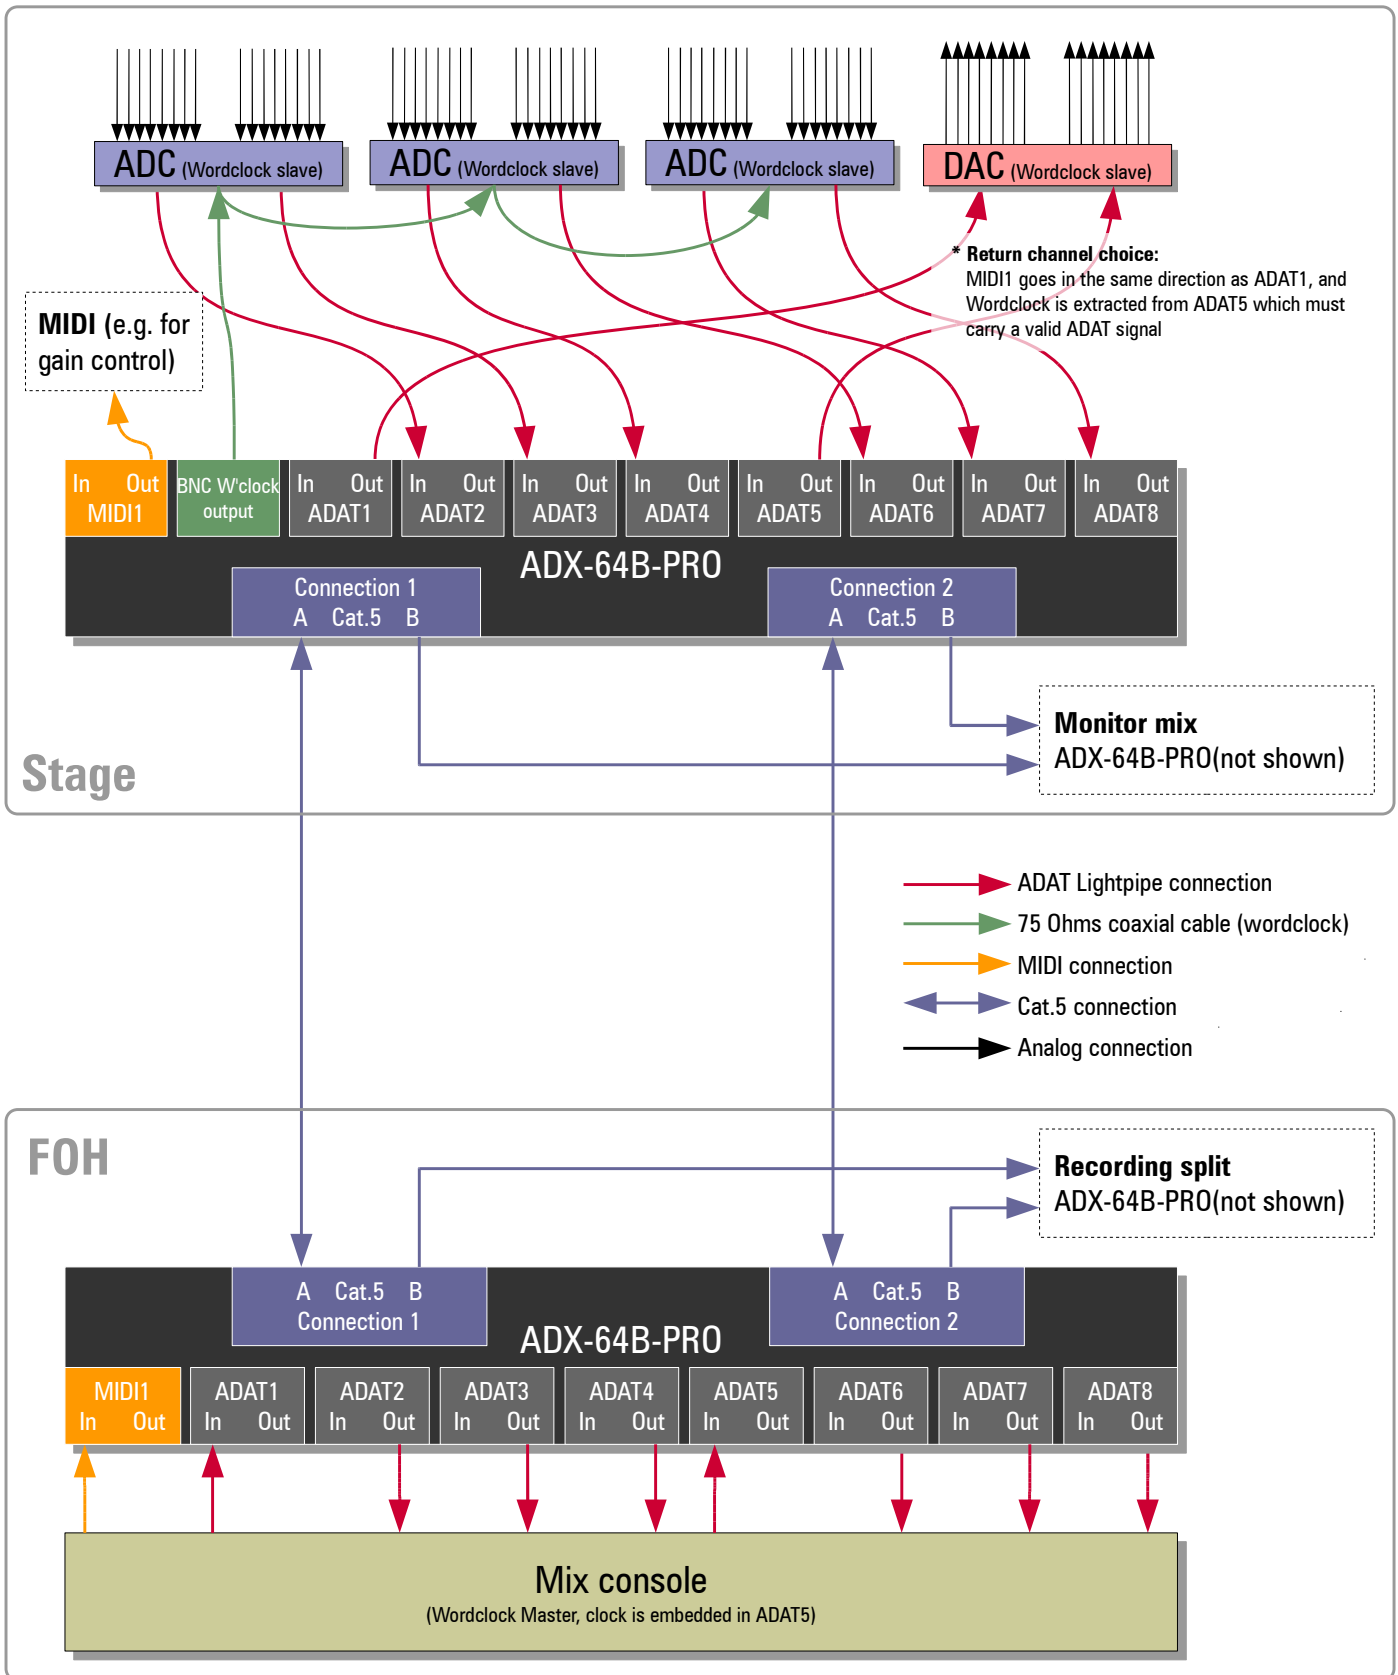 ADC (Wordclock slave)
ADC (Wordclock slave)
ADC (Wordclock slave)
DAC (Wordclock slave)
* Return channel choice:
MIDI1 goes in the same direction as ADAT1, and
Wordclock is extracted from ADAT5 which must
carry a valid ADAT signal
MIDI (e.g. for
gain control)
In Out
MIDI1
BNC W'clock
output
In Out
ADAT1
In Out
ADAT2
In Out
ADAT3
In Out
ADAT4
In Out
ADAT5
In Out
ADAT6
In Out
ADAT7
In Out
ADAT8
ADX-64B-PRO
Connection 1
A Cat.5 B
Connection 2
A Cat.5 B
Monitor mix
ADX-64B-PRO(not shown)
Stage
ADAT Lightpipe connection
75 Ohms coaxial cable (wordclock)
MIDI connection
Cat.5 connection
Analog connection
FOH
Recording split
ADX-64B-PRO(not shown)
A Cat.5 B
Connection 1
A Cat.5 B
Connection 2
ADX-64B-PRO
MIDI1
In Out
ADAT1
In Out
ADAT2
In Out
ADAT3
In Out
ADAT4
In Out
ADAT5
In Out
ADAT6
In Out
ADAT7
In Out
ADAT8
In Out
Mix console
(Wordclock Master, clock is embedded in ADAT5)